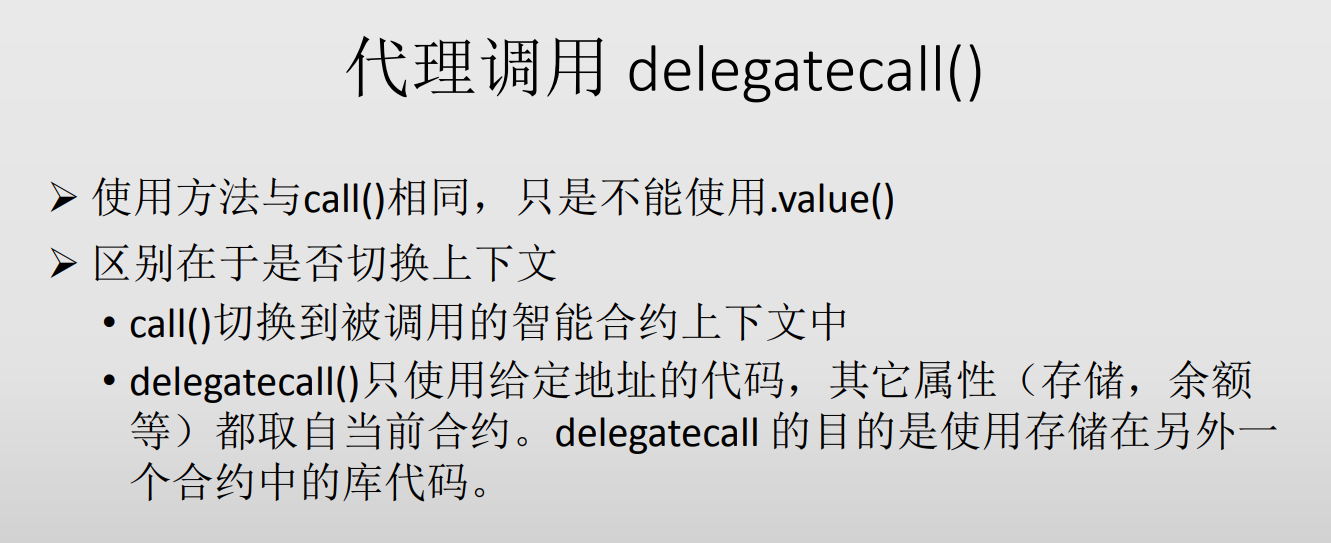 代理调用 delegatecall()
➢ 使用方法与call()相同，只是不能使用.value()
➢ 区别在于是否切换上下文
• call()切换到被调用的智能合约上下文中
• delegatecall()只使用给定地址的代码，其它属性（存储，余额
等）都取自当前合约。delegatecall 的目的是使用存储在另外一
个合约中的库代码。